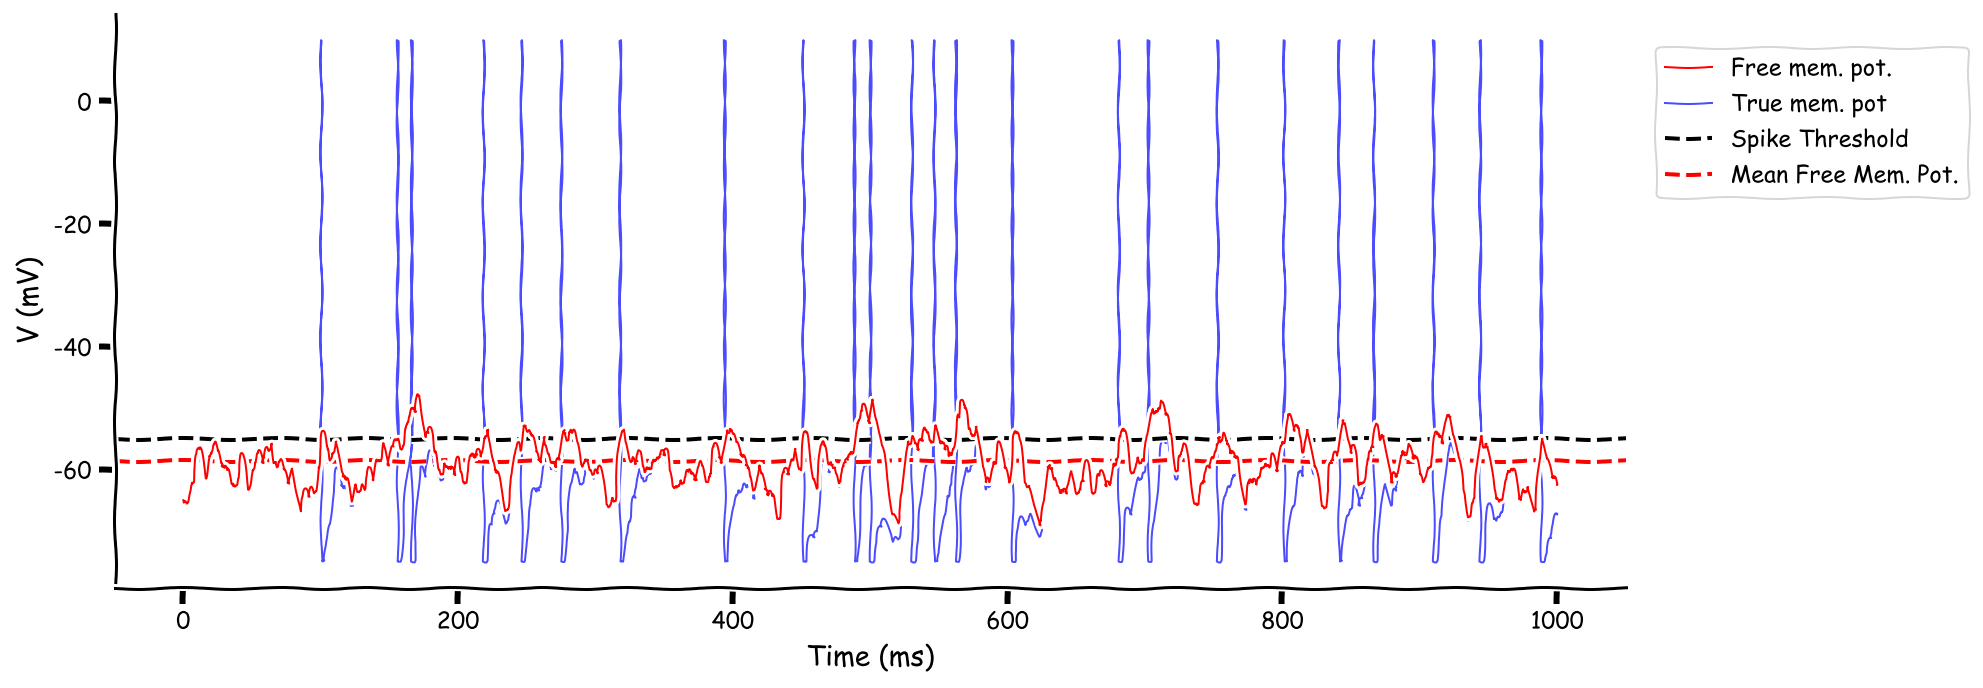 0
-20
-40
-60
V (mV)
0 200 400 600 800 1000
Time (ms)
Free mem. pot.
True mem. pot
Spike Threshold
Mean Free Mem. Pot.